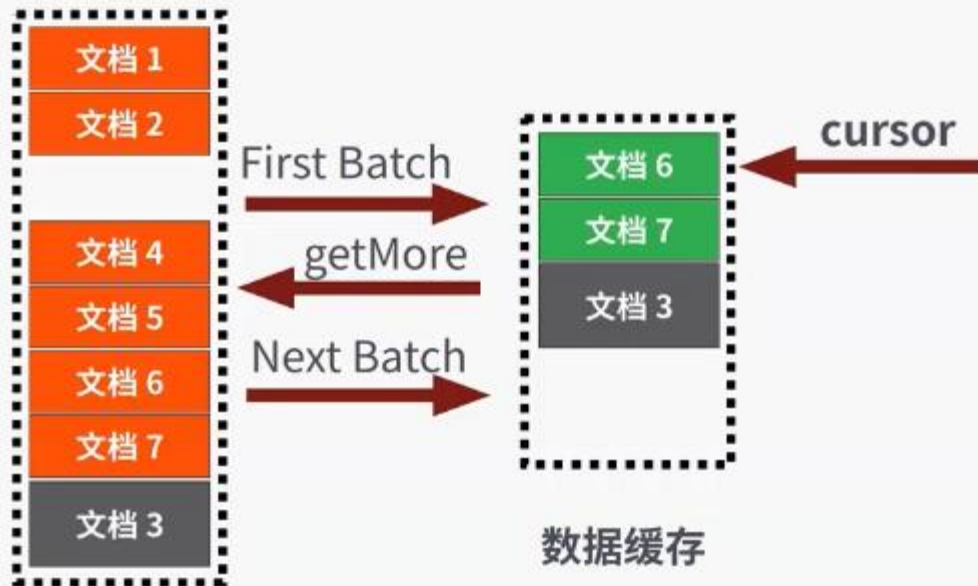 文档 1
文档 2
文档 4
文档 5
文档 6
文档 7
文档 3
First Batch
getMore
Next Batch
文档 6
文档 7
文档 3
数据缓存
cursor